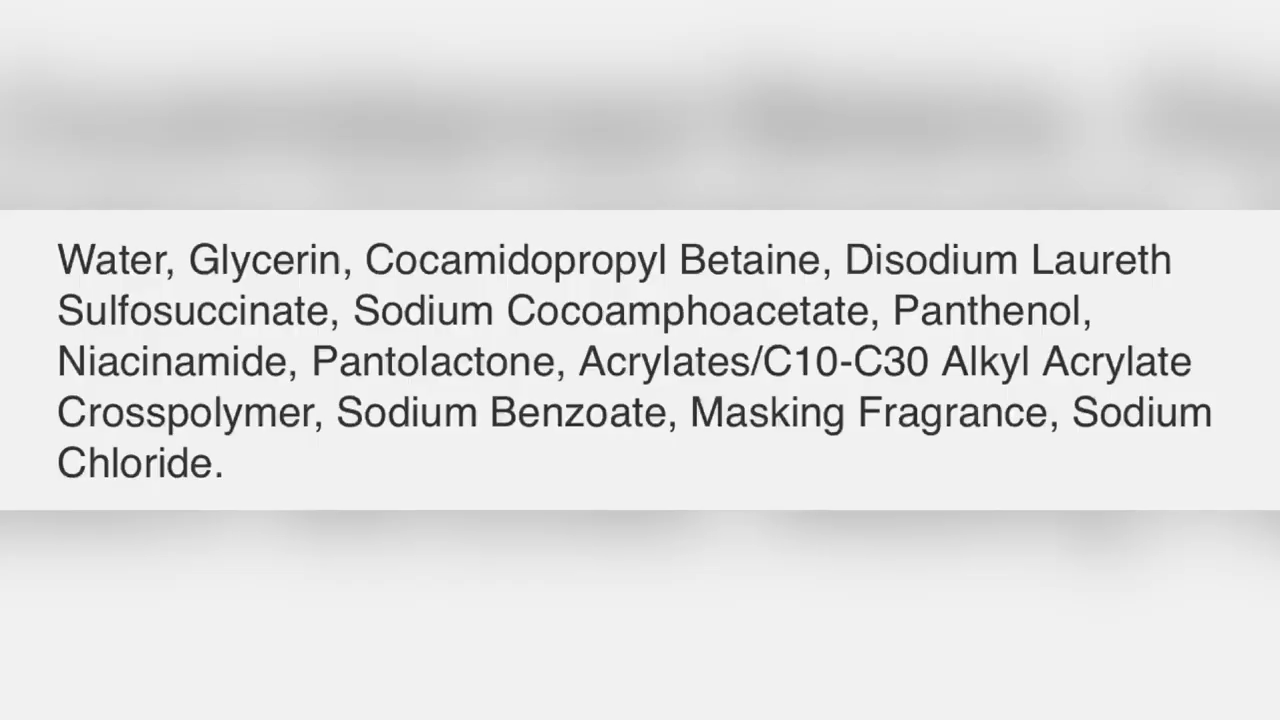 Water, Glycerin, Cocamidopropyl Betaine, Disodium Laureth
Sulfosuccinate, Sodium Cocoamphoacetate, Panthenol,
Niacinamide, Pantolactone, Acrylates/C10-C30 Alkyl Acrylate
Crosspolymer, Sodium Benzoate, Masking Fragrance, Sodium
Chloride.